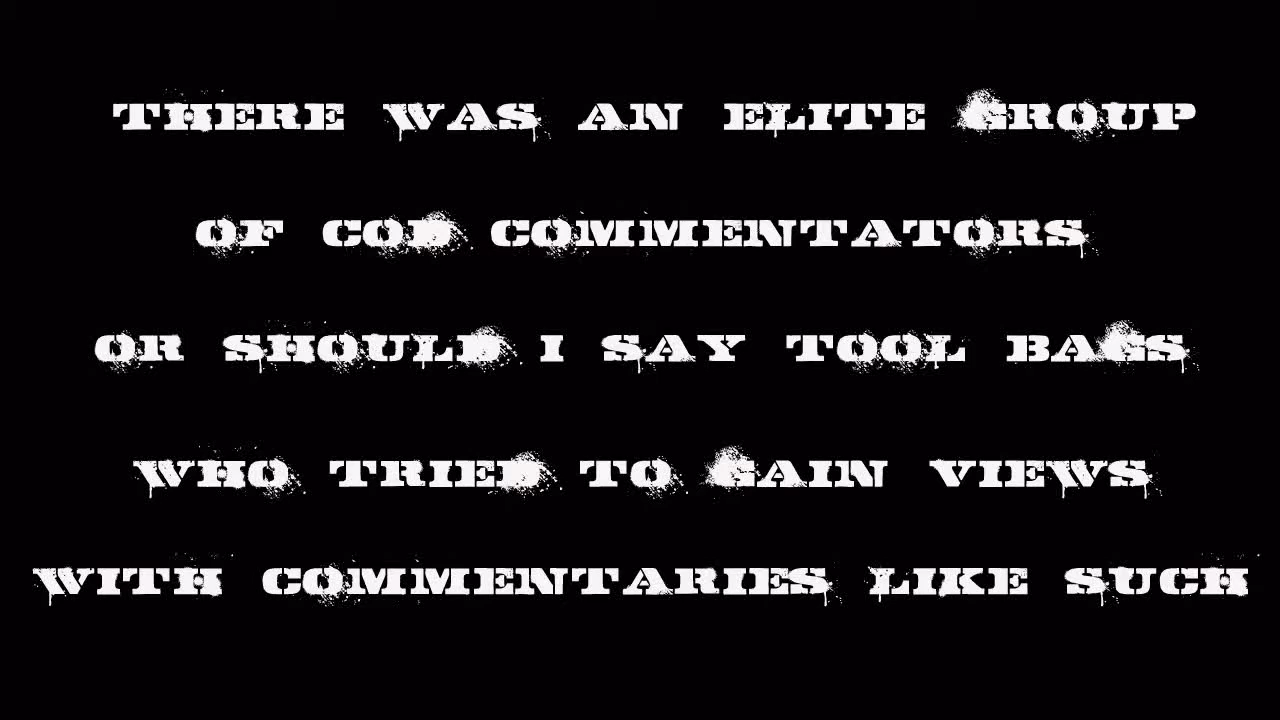 THERE WAS AN ELITE GROUP
OF COD COMMENTATORS
OR SHOULD I SAY TOOL BAGS
WHO TRIED TO GAIN VIEWS
WITH COMMENTARIES LIKE SUCH